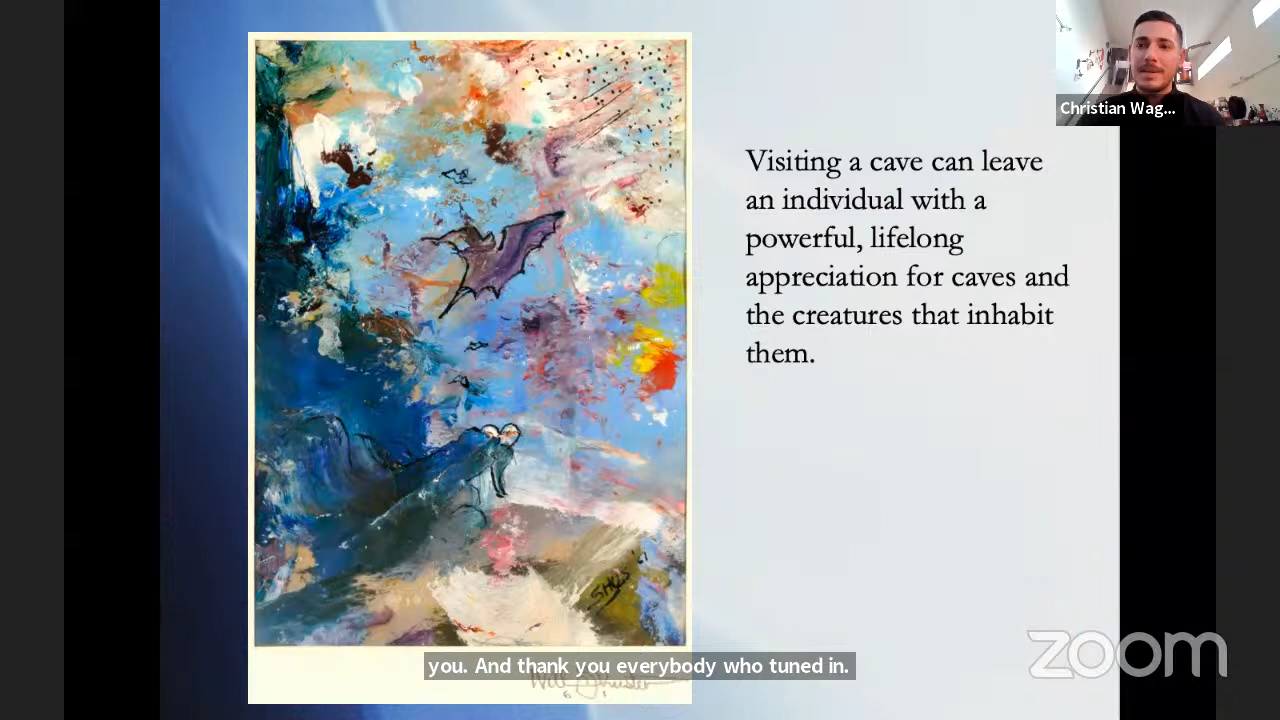 Christian Wag...
Visiting a cave can leave
an individual with a
powerful, lifelong
appreciation for caves and
the creatures that inhabit
them.
you. And thank you everybody who tuned in.
zoom